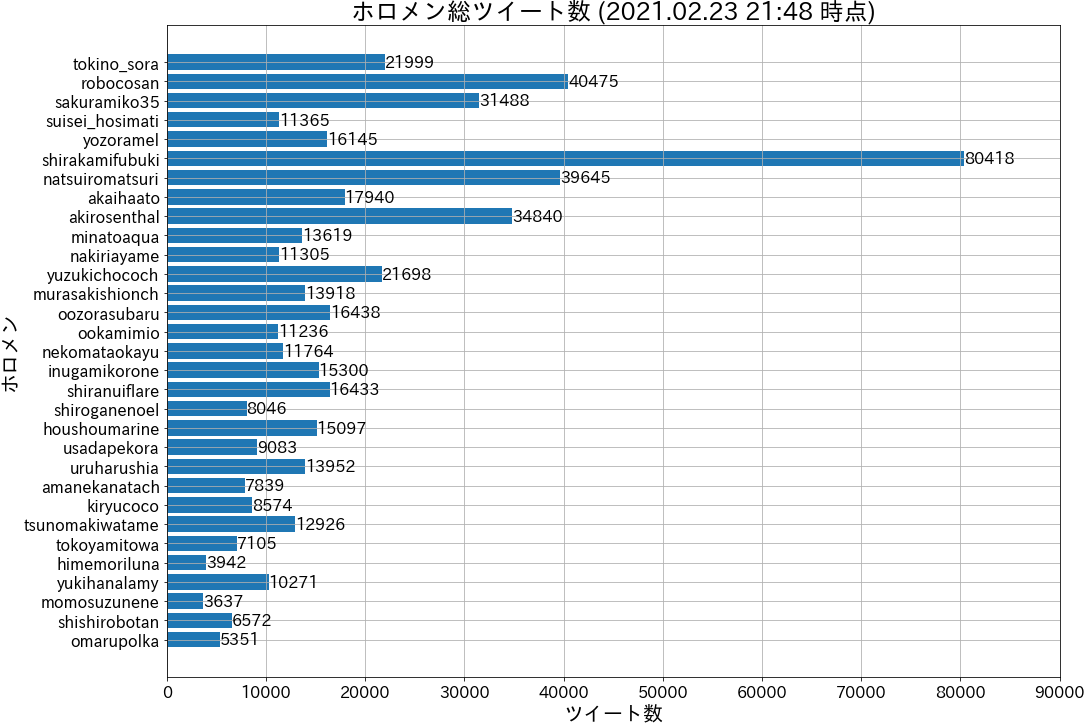 ホロメン総ツイート数 (2021.02.23 21:48 時点)
ホロメン
tokino_sora 21999
robocosan 40475
sakuramiko35 31488
suisei_hosimati 11365
yozoramel 16145
shirakamifubuki 80418
natsuiromatsuri 39645
akaihaato 17940
akirosenthal 34840
minatoaqua 13619
nakiriayame 11305
yuzukichococh 21698
murasakishionch 13918
oozorasubaru 16438
ookamimio 11236
nekomataokayu 11764
inugamikorone 15300
shiranuiflare 16433
shiroganenoel 8046
houshoumarine 15097
usadapekora 9083
uruharushia 13952
amanekanatach 7839
kiryucoco 8574
tsunomakiwatame 12926
tokoyamitowa 7105
himemoriluna 3942
yukihanalamy 10271
momosuzunene 3637
shishirobotan 6572
omarupolka 5351
0 10000 20000 30000 40000 50000 60000 70000 80000 90000
ツイート数